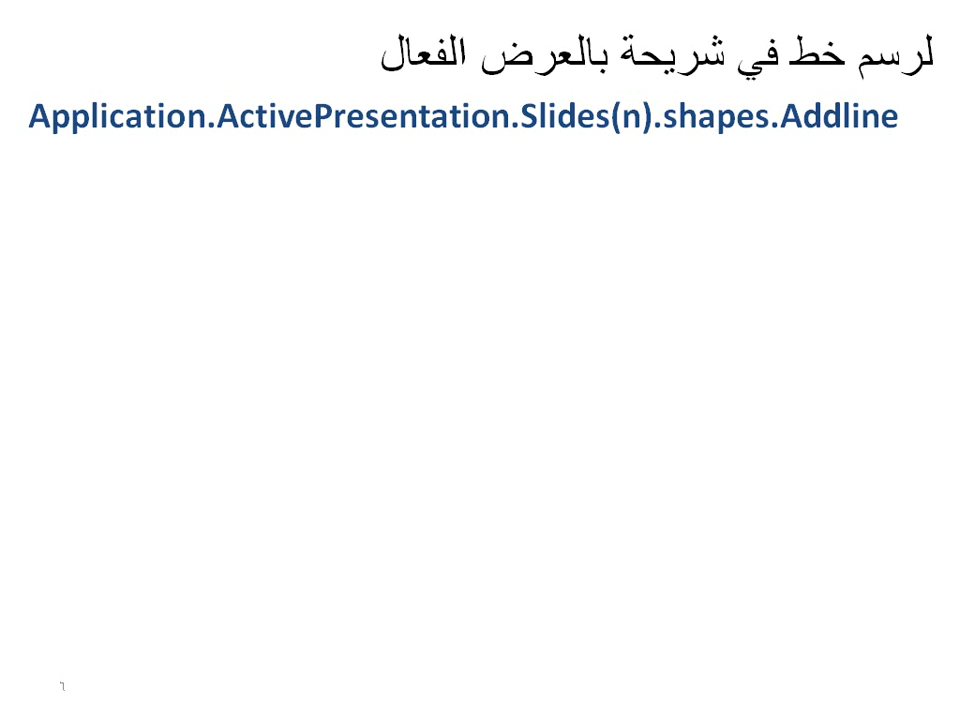 لرسم خط في شريحة بالعرض الفعال
Application.ActivePresentation.Slides(n).shapes.Addline
٦